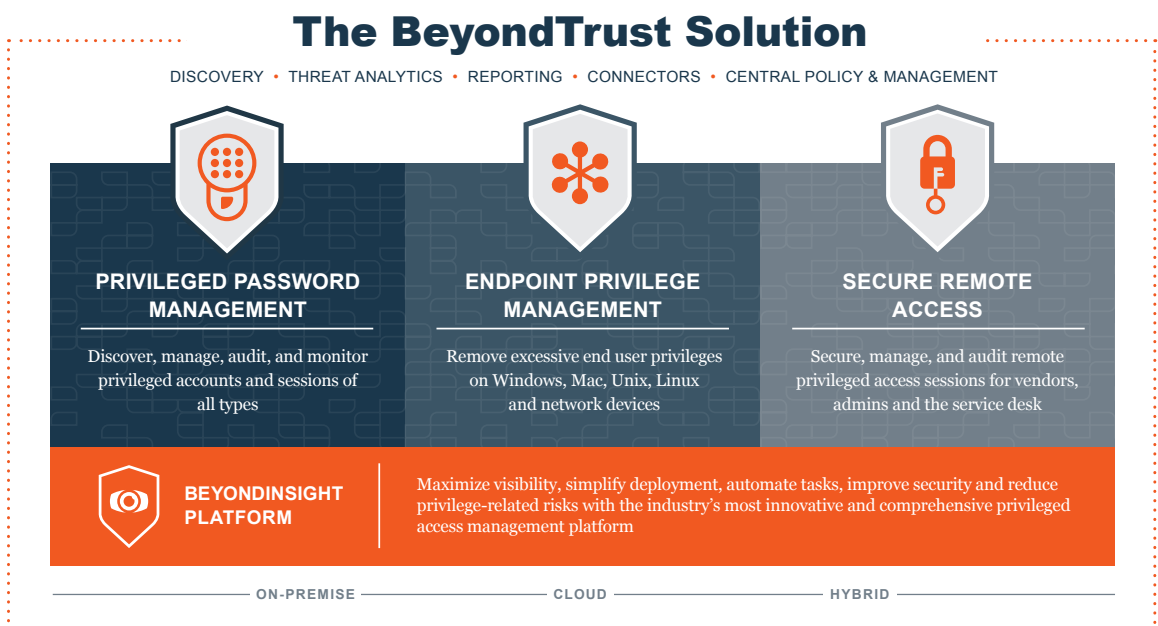 The BeyondTrust Solution
DISCOVERY • THREAT ANALYTICS • REPORTING • CONNECTORS • CENTRAL POLICY & MANAGEMENT
PRIVILEGED PASSWORD
MANAGEMENT
Discover, manage, audit, and monitor
privileged accounts and sessions of
all types
ENDPOINT PRIVILEGE
MANAGEMENT
Remove excessive end user privileges
on Windows, Mac, Unix, Linux
and network devices
SECURE REMOTE
ACCESS
Secure, manage, and audit remote
privileged access sessions for vendors,
admins and the service desk
BEYONDINSIGHT
PLATFORM
Maximize visibility, simplify deployment, automate tasks, improve security and reduce
privilege-related risks with the industry’s most innovative and comprehensive privileged
access management platform
ON-PREMISE
CLOUD
HYBRID